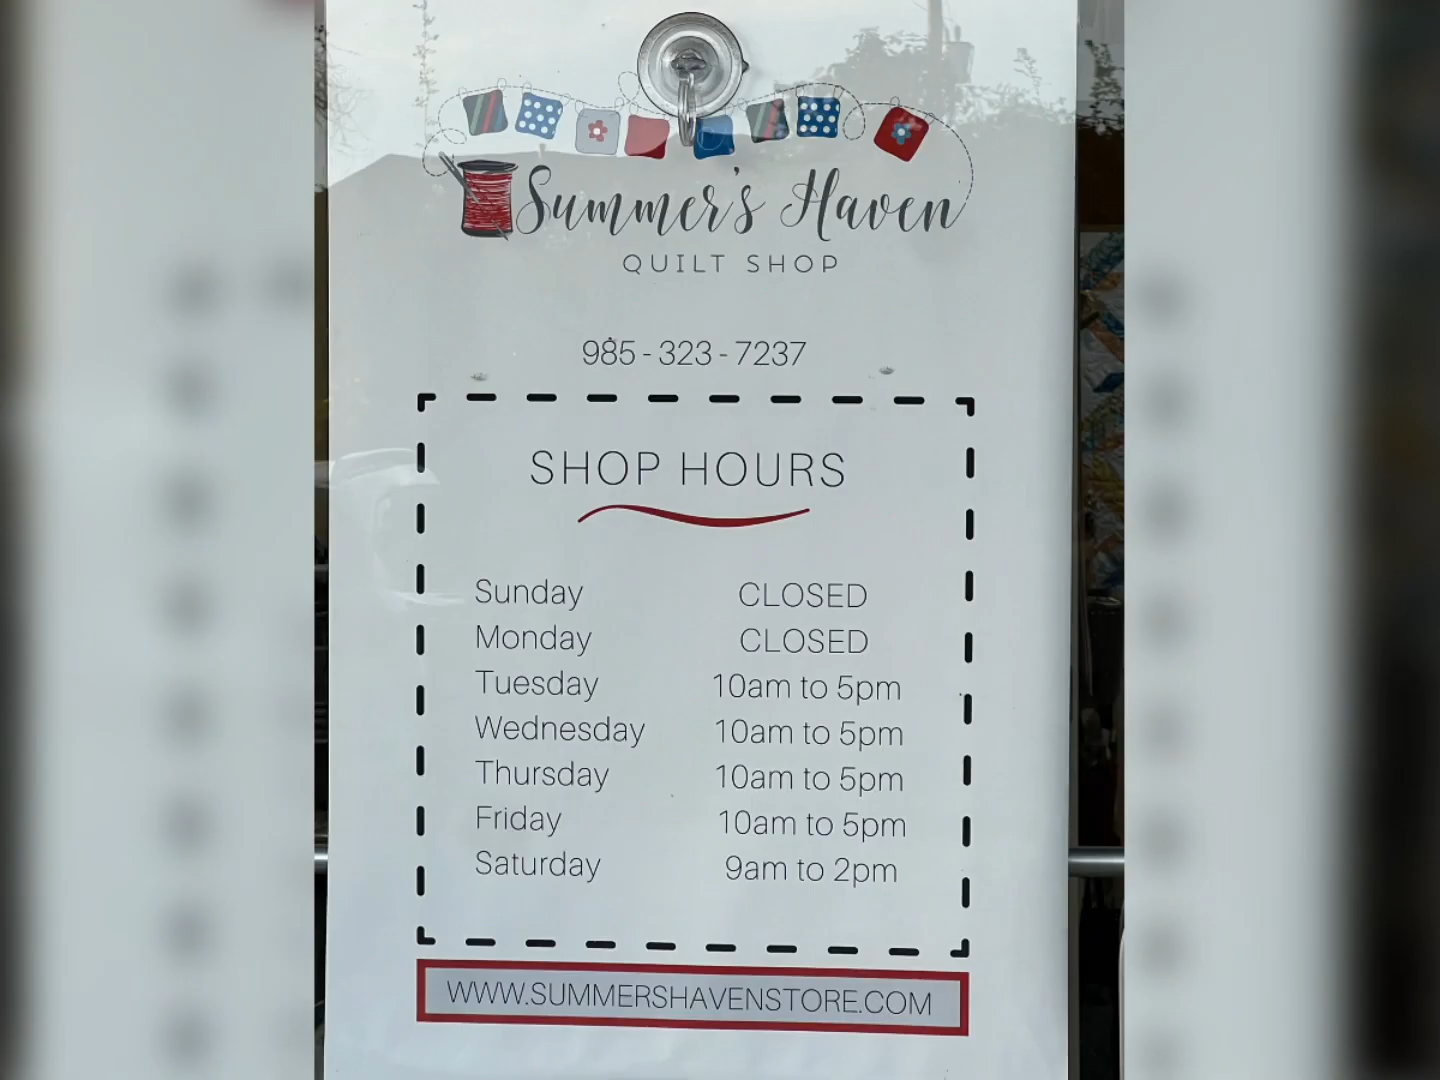 Summer's Haven
QUILT SHOP
985-323-7237
SHOP HOURS
Sunday CLOSED
Monday CLOSED
Tuesday 10am to 5pm
Wednesday 10am to 5pm
Thursday 10am to 5pm
Friday 10am to 5pm
Saturday 9am to 2pm
WWW.SUMMERSHAVENSTORE.COM